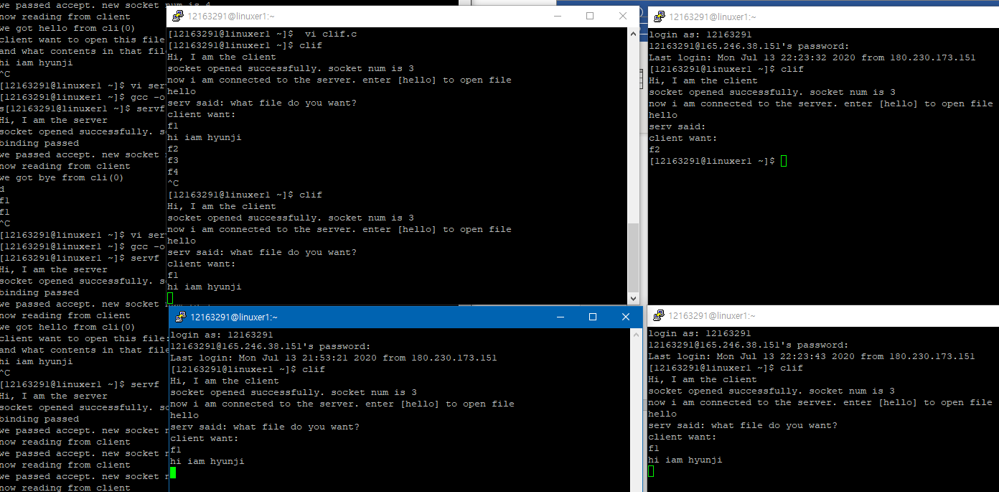 we passed accept. new socket num is 4
now reading from client
we got hello from cli(0)
client want to open this file
and what contents in that fil
hi iam hyunji
^C
[12163291@linuxer1 ~]$ vi ser
[12163291@linuxer1 ~]$ gcc -o
s[12163291@linuxer1 ~]$ servf
Hi, I am the server
socket opened successfully. s
binding passed
we passed accept. new socket
now reading from client
we got bye from cli(0)
d
f1
f1
^C
[12163291@linuxer1 ~]$ vi ser
[12163291@linuxer1 ~]$ gcc -o
[12163291@linuxer1 ~]$ servf
Hi, I am the server
socket opened successfully. s
binding passed
we passed accept. new socket
now reading from client
we got hello from cli(0)
client want to open this file:
and what contents in that file
hi iam hyunji
^C
[12163291@linuxer1 ~]$ servf
Hi, I am the server
socket opened successfully. so
binding passed
we passed accept. new socket n
now reading from client
we passed accept. new socket n
now reading from client
we passed accept. new socket n
now reading from client
12163291@linuxer1:~
[12163291@linuxer1 ~]$  vi clif.c
[12163291@linuxer1 ~]$ clif
Hi, I am the client
socket opened successfully. socket num is 3
now i am connected to the server. enter [hello] to open file
hello
serv said: what file do you want?
client want:
f1
hi iam hyunji
f2
f3
f4
^C
[12163291@linuxer1 ~]$ clif
Hi, I am the client
socket opened successfully. socket num is 3
now i am connected to the server. enter [hello] to open file
hello
serv said: what file do you want?
client want:
f1
hi iam hyunji
12163291@linuxer1:~
login as: 12163291
12163291@165.246.38.151's password:
Last login: Mon Jul 13 22:23:32 2020 from 180.230.173.151
[12163291@linuxer1 ~]$ clif
Hi, I am the client
socket opened successfully. socket num is 3
now i am connected to the server. enter [hello] to open file
hello
serv said:
client want:
f2
[12163291@linuxer1 ~]$
12163291@linuxer1:~
login as: 12163291
12163291@165.246.38.151's password:
Last login: Mon Jul 13 21:53:21 2020 from 180.230.173.151
[12163291@linuxer1 ~]$ clif
Hi, I am the client
socket opened successfully. socket num is 3
now i am connected to the server. enter [hello] to open file
hello
serv said: what file do you want?
client want:
f1
hi iam hyunji
12163291@linuxer1:~
login as: 12163291
12163291@165.246.38.151's password:
Last login: Mon Jul 13 22:23:43 2020 from 180.230.173.151
[12163291@linuxer1 ~]$ clif
Hi, I am the client
socket opened successfully. socket num is 3
now i am connected to the server. enter [hello] to open file
hello
serv said: what file do you want?
client want:
f1
hi iam hyunji